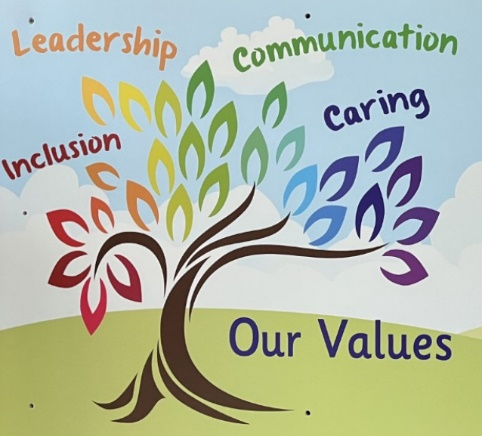 Leadership
Communication
Caring
Inclusion
Our Values